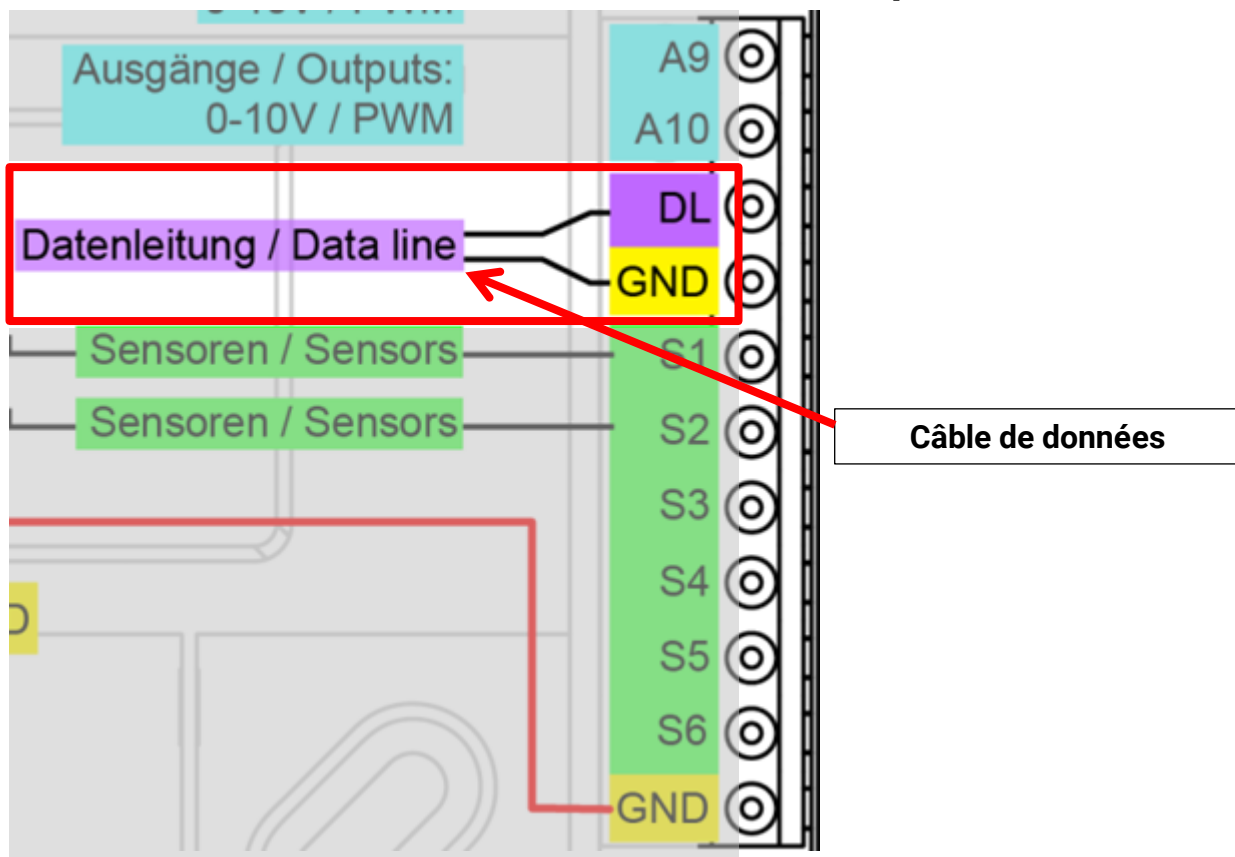 Ausgänge / Outputs:
0-10V / PWM
A9
A10
DL
Datenleitung / Data line
GND
Sensoren / Sensors
S1
Sensoren / Sensors
S2
Câble de données
S3
S4
S5
S6
GND